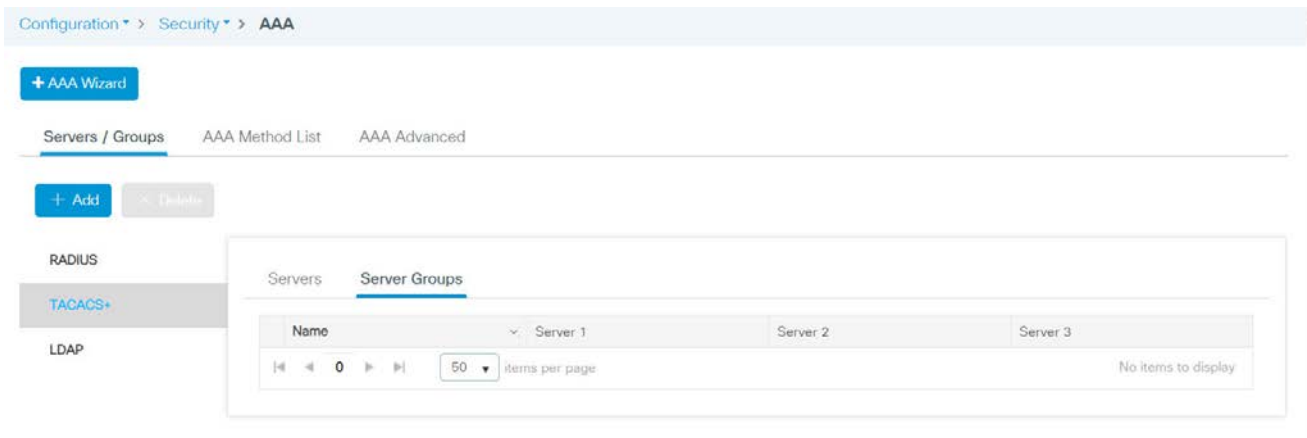 Configuration > Security > AAA
+ AAA Wizard
Servers / Groups AAA Method List AAA Advanced
+ Add × Delete
RADIUS
TACACS+
LDAP
Servers Server Groups
Name Server 1 Server 2 Server 3
0 50 items per page No items to display